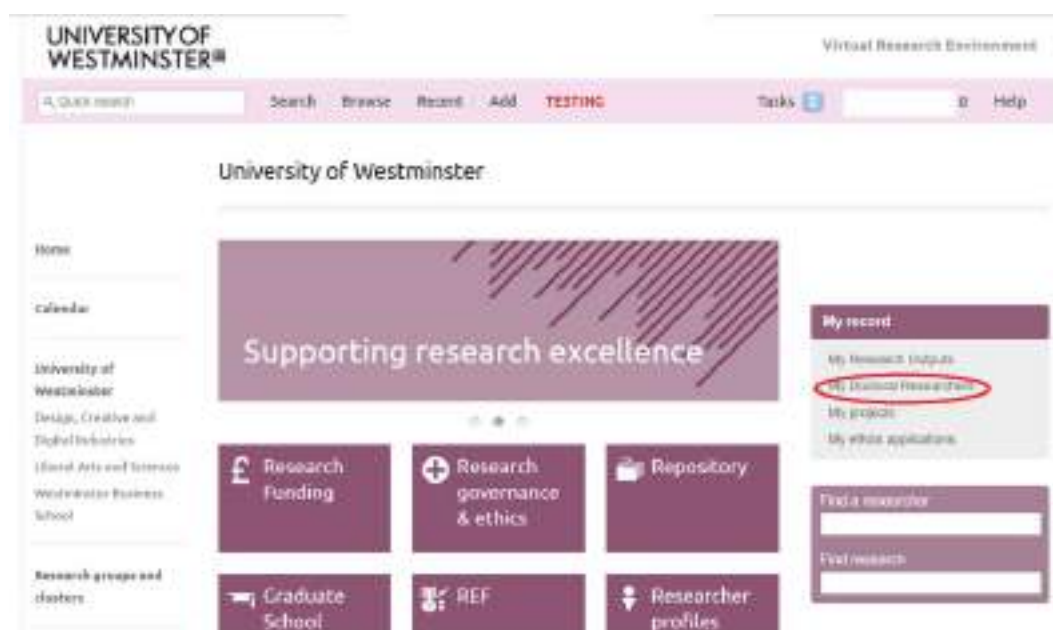 UNIVERSITY OF
WESTMINSTER
Virtual Research Environment
Quick search
Search Browse Recent Add TESTING Tasks Help
University of Westminster
Home
Calendar
University of
Westminster
Design, Creative and
Digital Industries
Liberal Arts and Sciences
Westminster Business
School
Research groups and
clusters
Supporting research excellence
£ Research
Funding
Research
governance
& ethics
Repository
Graduate
School
REF
Researcher
profiles
My record
My Research Outputs
My Doctoral Researchers
My projects
My ethics applications
Find a researcher
Find research